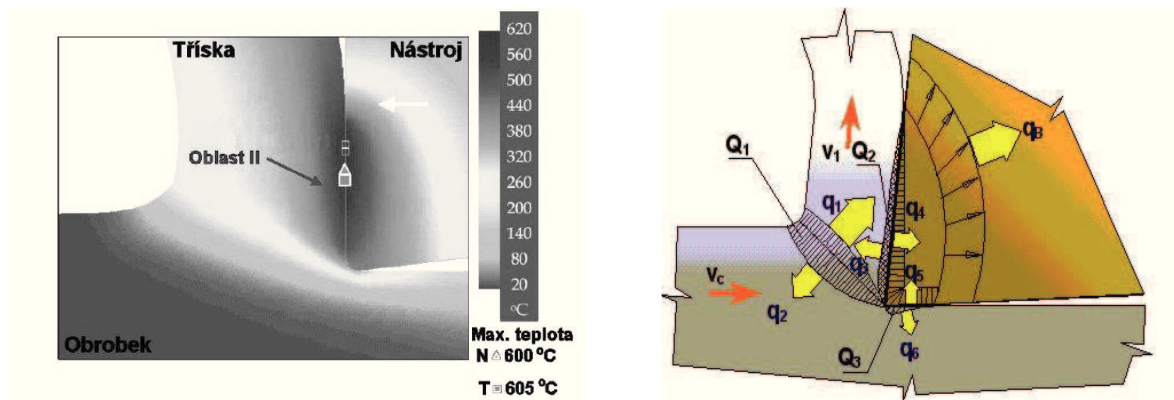 Tříska
Nástroj
Oblast II
Obrobek
620
560
500
440
380
320
260
200
140
80
20
°C
Max. teplota
N 600 °C
T 605 °C
Q1
v1
Q2
qB
q1
q4
q3
q5
vc
q2
Q3
q6